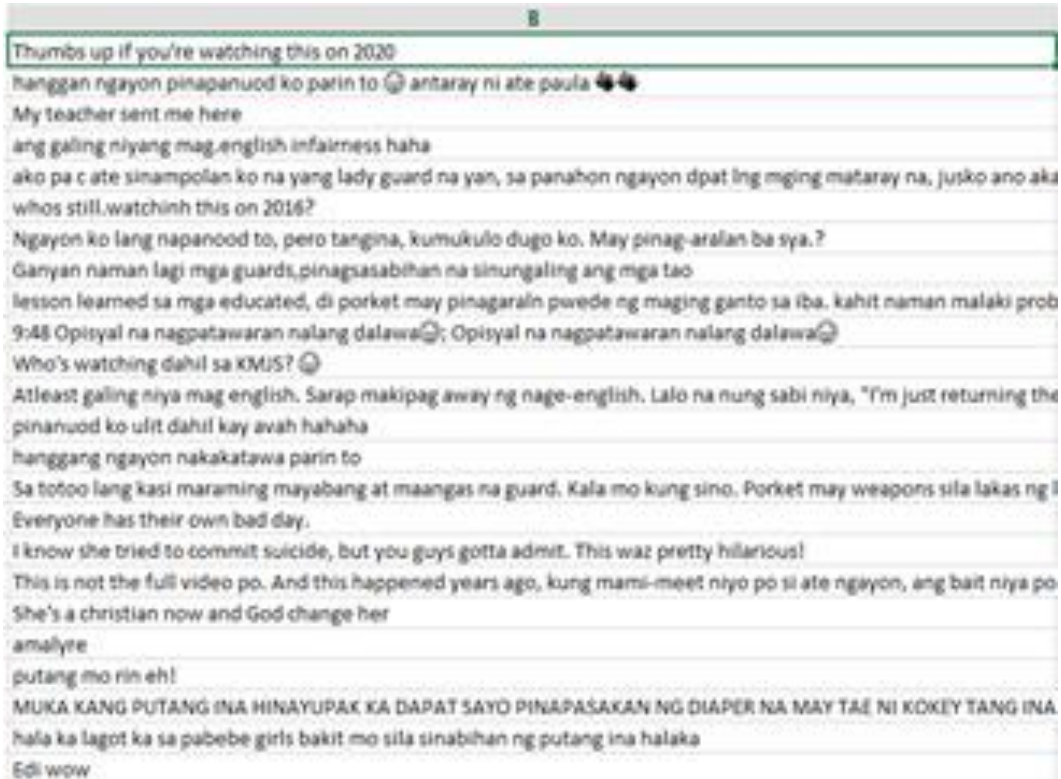 B
Thumbs up if you're watching this on 2020
hanggan ngayon pinapanuod ko parin to antaray ni ate paula
My teacher sent me here
ang galing niyang mag.english infairness haha
ako pa c ate sinampolan ko na yang lady guard na yan, sa panahon ngayon dpat lng mging mataray na, jusko ano aka
whos still.watchinh this on 2016?
Ngayon ko lang napanood to, pero tangina, kumukulo dugo ko. May pinag-aralan ba sya.?
Ganyan naman lagi mga guards,pinagsasabihan na sinungaling ang mga tao
lesson learned sa mga educated, di porket may pinagaraln pwede ng maging ganto sa iba. kahit naman malaki prob
9:48 Opisyal na nagpatawaran nalang dalawa; Opisyal na nagpatawaran nalang dalawa
Who's watching dahil sa KMJS?
Atleast galing niya mag english. Sarap makipag away ng nage-english. Lalo na nung sabi niya, "I'm just returning the
pinanuod ko ulit dahil kay avah hahaha
hanggang ngayon nakakatawa parin to
Sa totoo lang kasi maraming mayabang at maangas na guard. Kala mo kung sino. Porket may weapons sila lakas ng
Everyone has their own bad day.
I know she tried to commit suicide, but you guys gotta admit. This waz pretty hilarious!
This is not the full video po. And this happened years ago, kung mami-meet niyo po si ate ngayon, ang bait niya po
She's a christian now and God change her
amalyre
putang mo rin eh!
MUKA KANG PUTANG INA HINAYUPAK KA DAPAT SAYO PINAPASAKAN NG DIAPER NA MAY TAE NI KOKEY TANG INA
hala ka lagot ka sa pabebe girls bakit mo sila sinabihan ng putang ina halaka
Edi wow